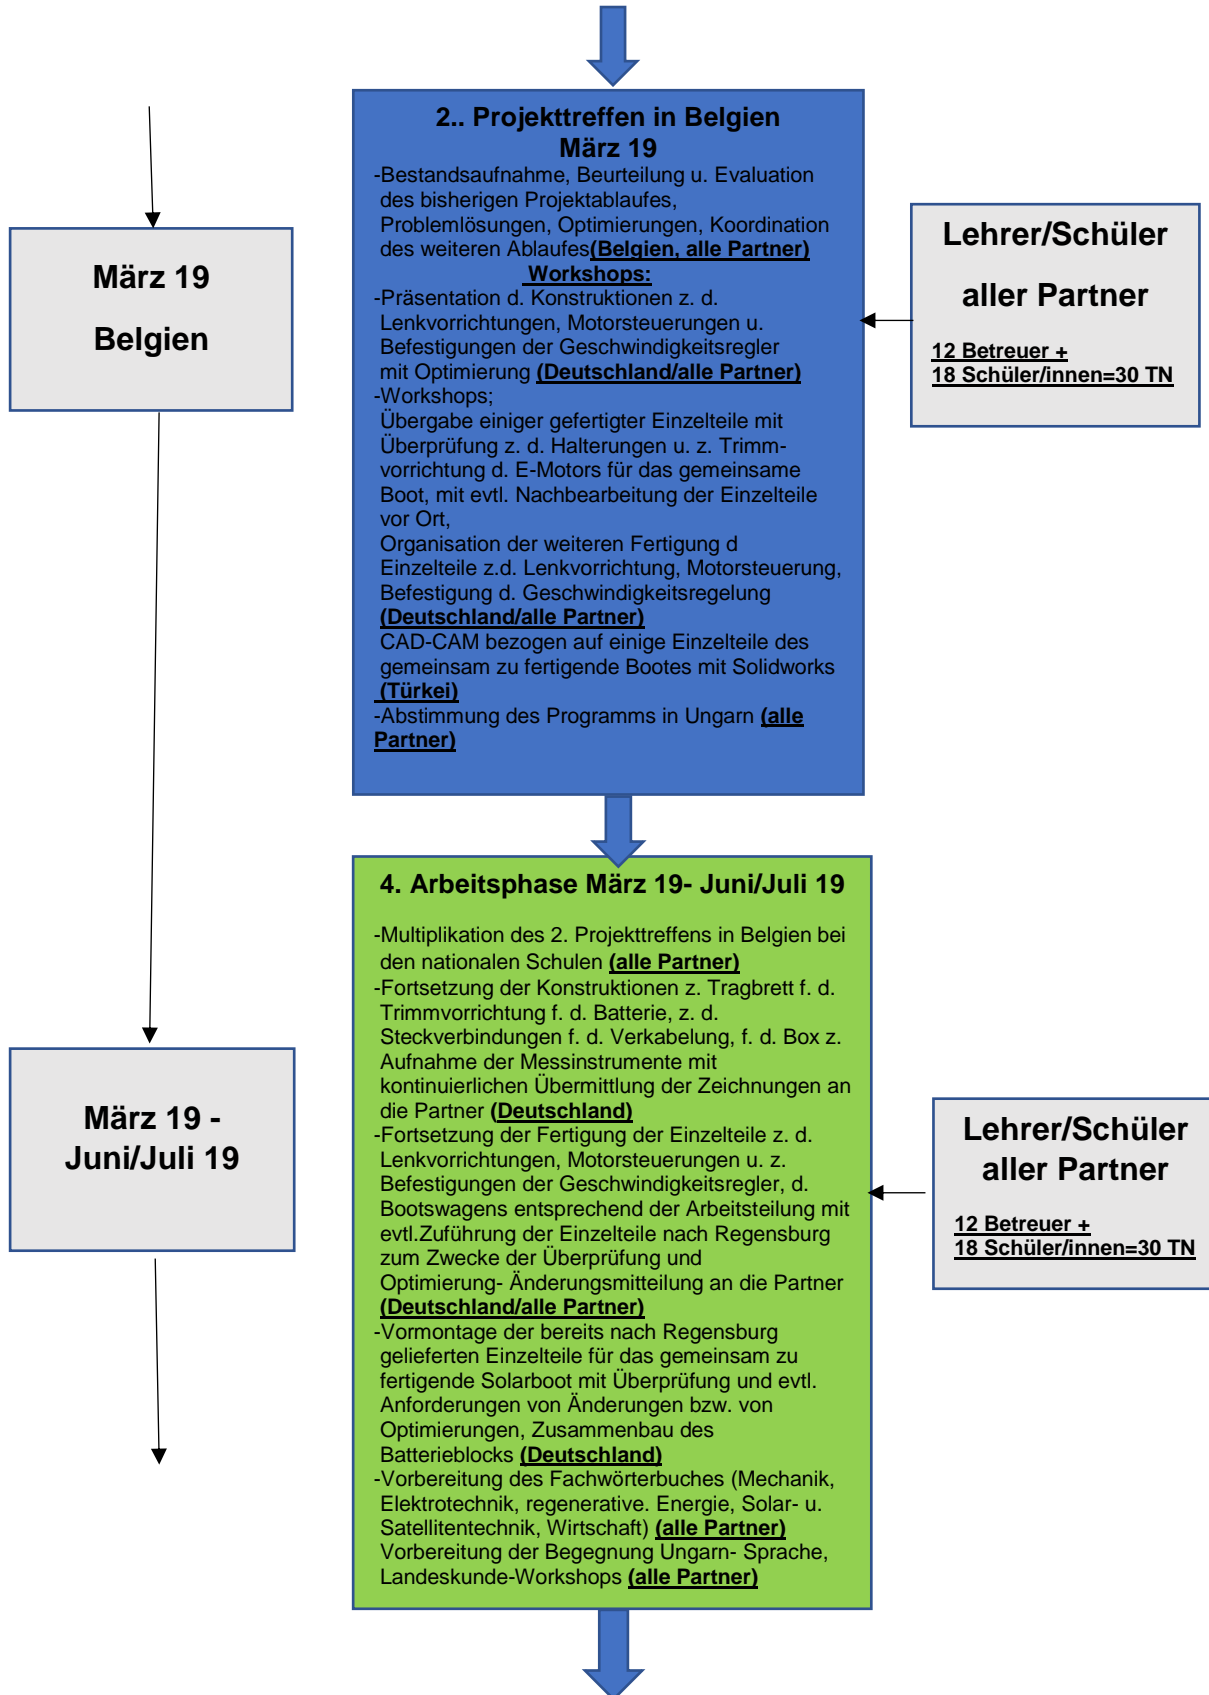 2.. Projekttreffen in Belgien
März 19
-Bestandsaufnahme, Beurteilung u. Evaluation
des bisherigen Projektablaufes,
Problemlösungen, Optimierungen, Koordination
des weiteren Ablaufes(Belgien, alle Partner)
Workshops:
-Präsentation d. Konstruktionen z. d.
Lenkvorrichtungen, Motorsteuerungen u.
Befestigungen der Geschwindigkeitsregler
mit Optimierung (Deutschland/alle Partner)
-Workshops;
Übergabe einiger gefertigter Einzelteile mit
Überprüfung z. d. Halterungen u. z. Trimm-
vorrichtung d. E-Motors für das gemeinsame
Boot, mit evtl. Nachbearbeitung der Einzelteile
vor Ort,
Organisation der weiteren Fertigung d
Einzelteile z.d. Lenkvorrichtung, Motorsteuerung,
Befestigung d. Geschwindigkeitsregelung
(Deutschland/alle Partner)
CAD-CAM bezogen auf einige Einzelteile des
gemeinsam zu fertigende Bootes mit Solidworks
(Türkei)
-Abstimmung des Programms in Ungarn (alle
Partner)
März 19
Belgien
Lehrer/Schüler
aller Partner
12 Betreuer +
18 Schüler/innen=30 TN
4. Arbeitsphase März 19- Juni/Juli 19
-Multiplikation des 2. Projekttreffens in Belgien bei
den nationalen Schulen (alle Partner)
-Fortsetzung der Konstruktionen z. Tragbrett f. d.
Trimmvorrichtung f. d. Batterie, z. d.
Steckverbindungen f. d. Verkabelung, f. d. Box z.
Aufnahme der Messinstrumente mit
kontinuierlichen Übermittlung der Zeichnungen an
die Partner (Deutschland)
-Fortsetzung der Fertigung der Einzelteile z. d.
Lenkvorrichtungen, Motorsteuerungen u. z.
Befestigungen der Geschwindigkeitsregler, d.
Bootswagens entsprechend der Arbeitsteilung mit
evtl.Zuführung der Einzelteile nach Regensburg
zum Zwecke der Überprüfung und
Optimierung- Änderungsmitteilung an die Partner
(Deutschland/alle Partner)
-Vormontage der bereits nach Regensburg
gelieferten Einzelteile für das gemeinsam zu
fertigende Solarboot mit Überprüfung und evtl.
Anforderungen von Änderungen bzw. von
Optimierungen, Zusammenbau des
Batterieblocks (Deutschland)
-Vorbereitung des Fachwörterbuches (Mechanik,
Elektrotechnik, regenerative. Energie, Solar- u.
Satellitentechnik, Wirtschaft) (alle Partner)
Vorbereitung der Begegnung Ungarn- Sprache,
Landeskunde-Workshops (alle Partner)
März 19 -
Juni/Juli 19
Lehrer/Schüler
aller Partner
12 Betreuer +
18 Schüler/innen=30 TN